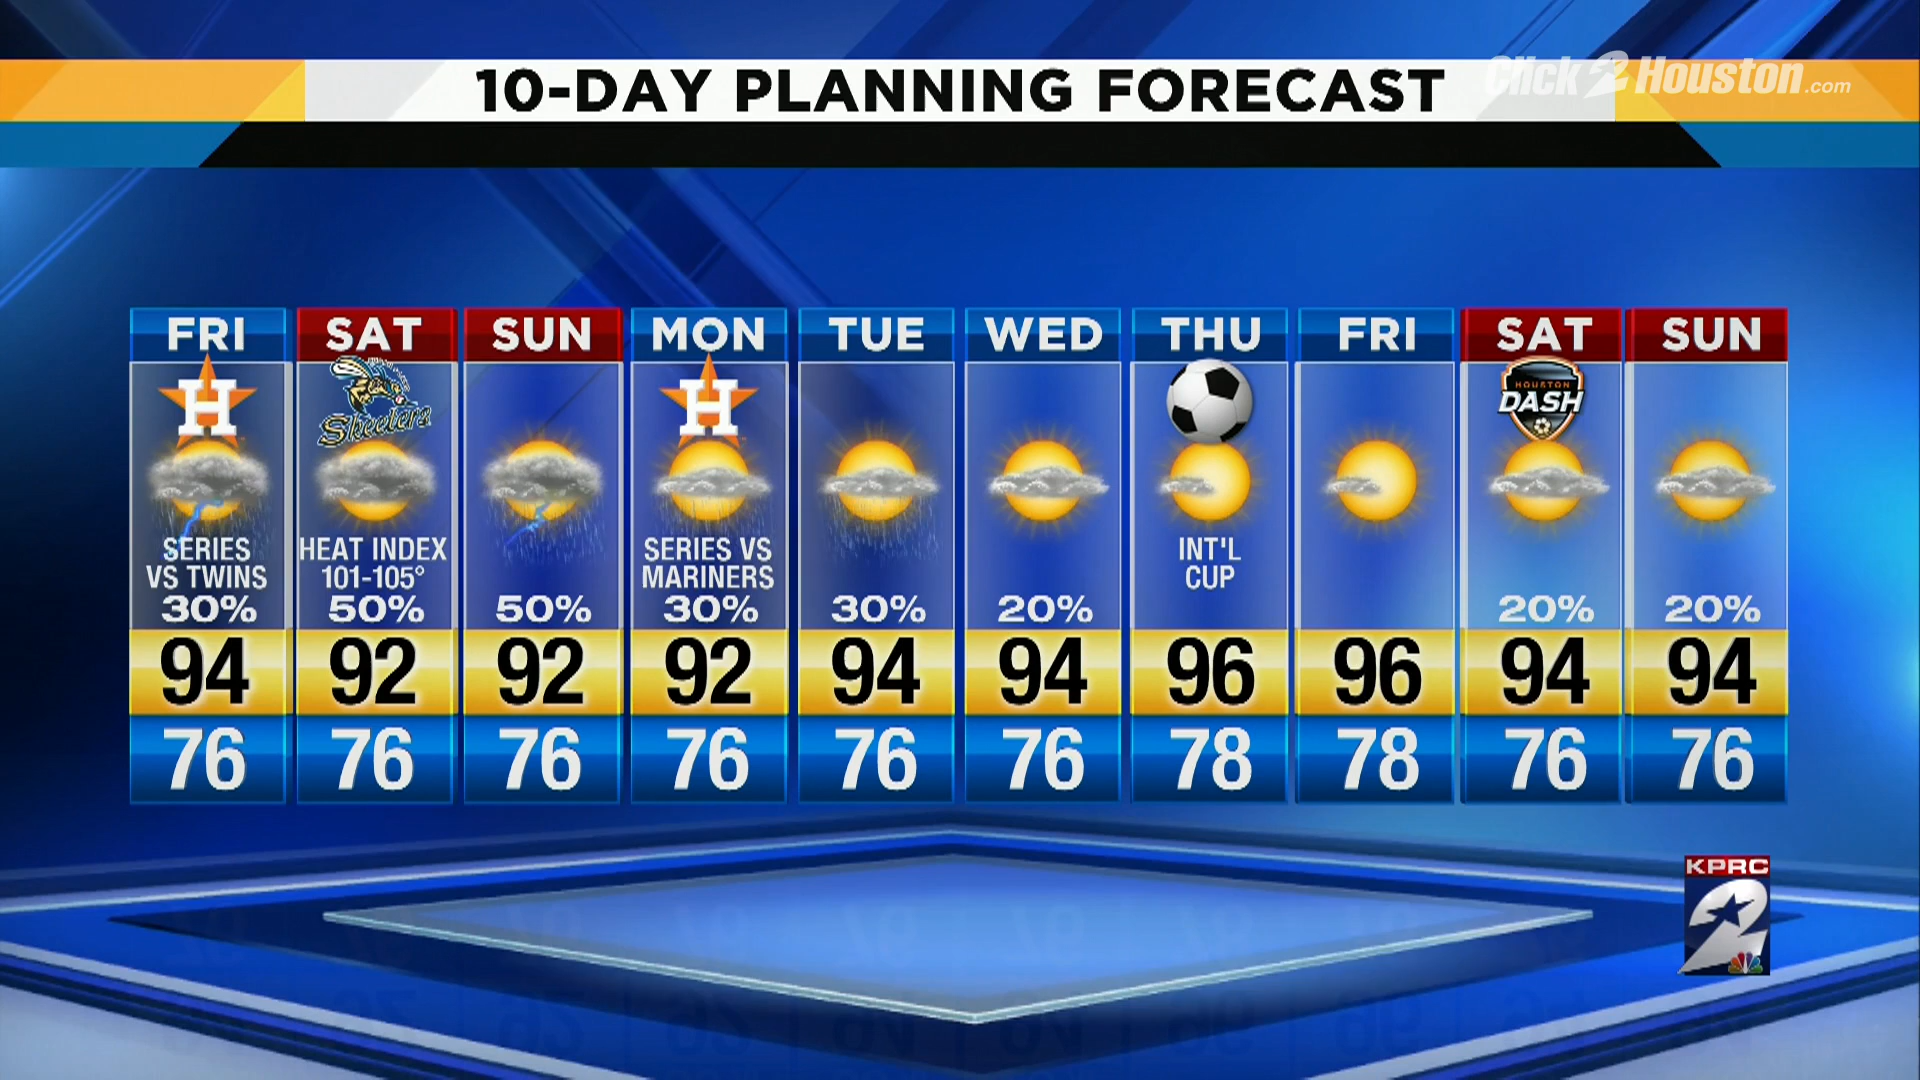 10-DAY PLANNING FORECAST
Click2Houston.com
FRI SAT SUN MON TUE WED THU FRI SAT SUN
H Skeeters H HOUSTON DASH
SERIES VS TWINS
HEAT INDEX 101-105°
SERIES VS MARINERS
INT'L CUP
30% 50% 50% 30% 30% 20% 20% 20%
94 92 92 92 94 94 96 96 94 94
76 76 76 76 76 76 78 78 76 76
KPRC
2